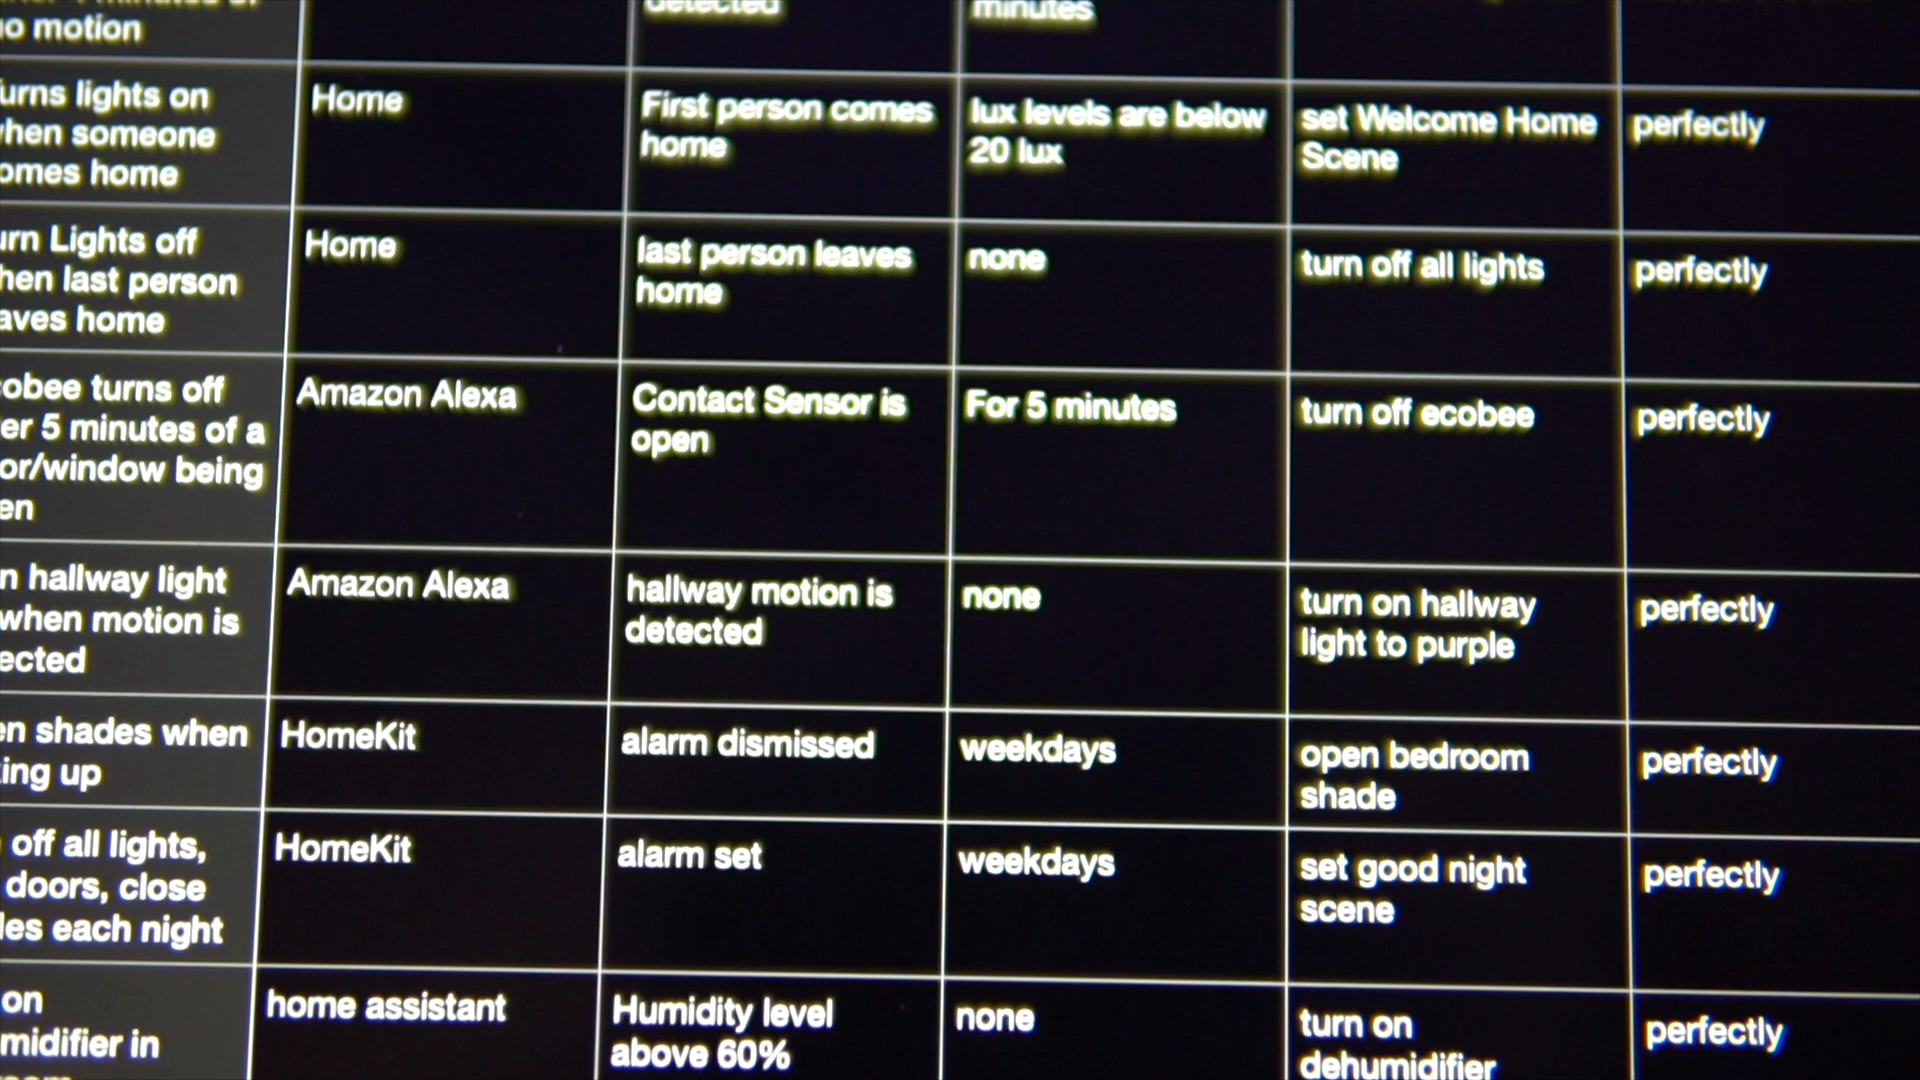 no motion
detected
minutes
urns lights on
when someone
omes home
Home
First person comes
home
lux levels are below
20 lux
set Welcome Home
Scene
perfectly
urn Lights off
hen last person
aves home
Home
last person leaves
home
none
turn off all lights
perfectly
cobee turns off
er 5 minutes of a
or/window being
en
Amazon Alexa
Contact Sensor is
open
For 5 minutes
turn off ecobee
perfectly
n hallway light
when motion is
ected
Amazon Alexa
hallway motion is
detected
none
turn on hallway
light to purple
perfectly
en shades when
ing up
HomeKit
alarm dismissed
weekdays
open bedroom
shade
perfectly
off all lights,
doors, close
les each night
HomeKit
alarm set
weekdays
set good night
scene
perfectly
on
midifier in
home assistant
Humidity level
above 60%
none
turn on
dehumidifier
perfectly